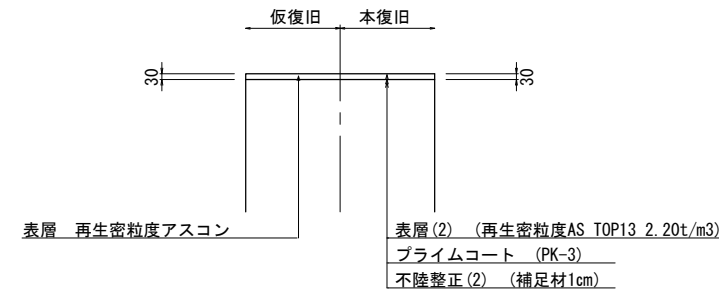 仮復旧 本復旧
30 30
表層 再生密粒度アスコン 表層(2) (再生密粒度AS TOP13 2.20t/m3)
プライムコート (PK-3)
不陸整正(2) (補足材1cm)